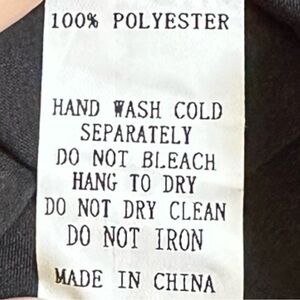 100% POLYESTER
HAND WASH COLD
SEPARATELY
DO NOT BLEACH
HANG TO DRY
DO NOT DRY CLEAN
DO NOT IRON
MADE IN CHINA